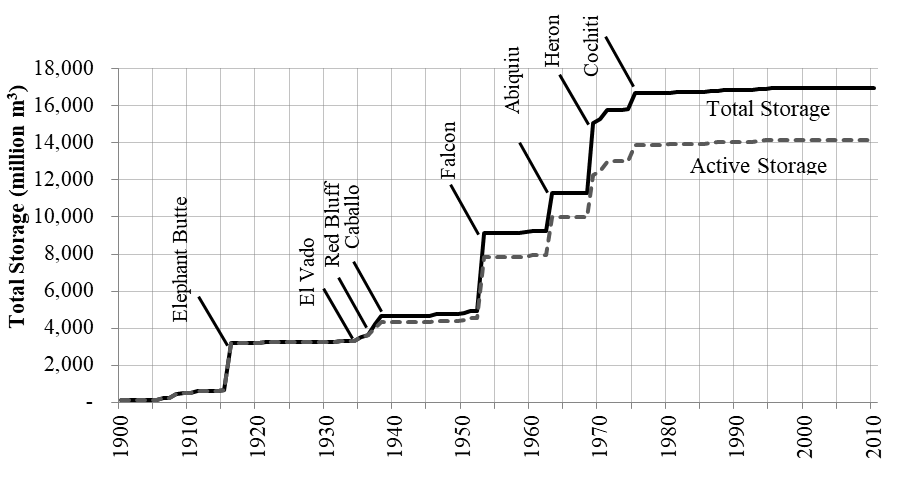 Total Storage (million m³)
18,000
16,000
14,000
12,000
10,000
8,000
6,000
4,000
2,000
-
Elephant Butte
El Vado
Red Bluff
Caballo
Falcon
Abiquiu
Heron
Cochiti
Total Storage
Active Storage
1900
1910
1920
1930
1940
1950
1960
1970
1980
1990
2000
2010